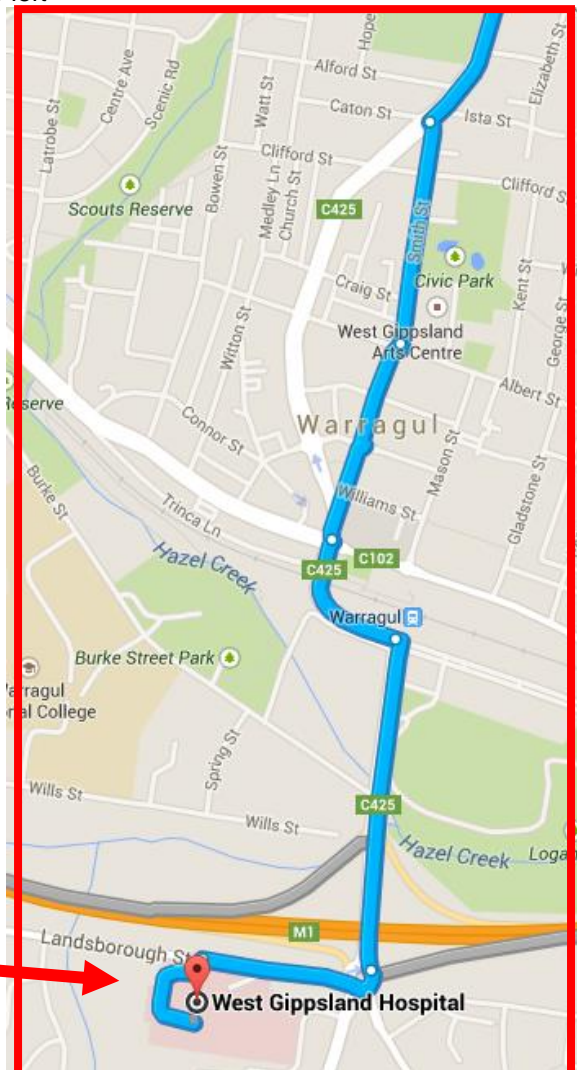 Hope
Elizabeth St
Alford St
Centre Ave
Scenic Rd
Latrobe St
Watt St
Caton St
Ista St
Clifford St
Clifford S
Bowen St
Medley Ln
Church St
Scouts Reserve
C425
Smith St
Civic Park
Kent St
Craig St
West Gippsland
Arts Centre
George St
Witton St
Albert St
Reserve
Connor St
Warragul
Mason St
Gladstone St
Burke St
Trinca Ln
Williams St
Hazel Creek
C102
C425
Warragul
Burke Street Park
Warragul
nal College
Spring St
Wills St
C425
Wills St
Hazel Creek
Logan
M1
Landsborough St
West Gippsland Hospital